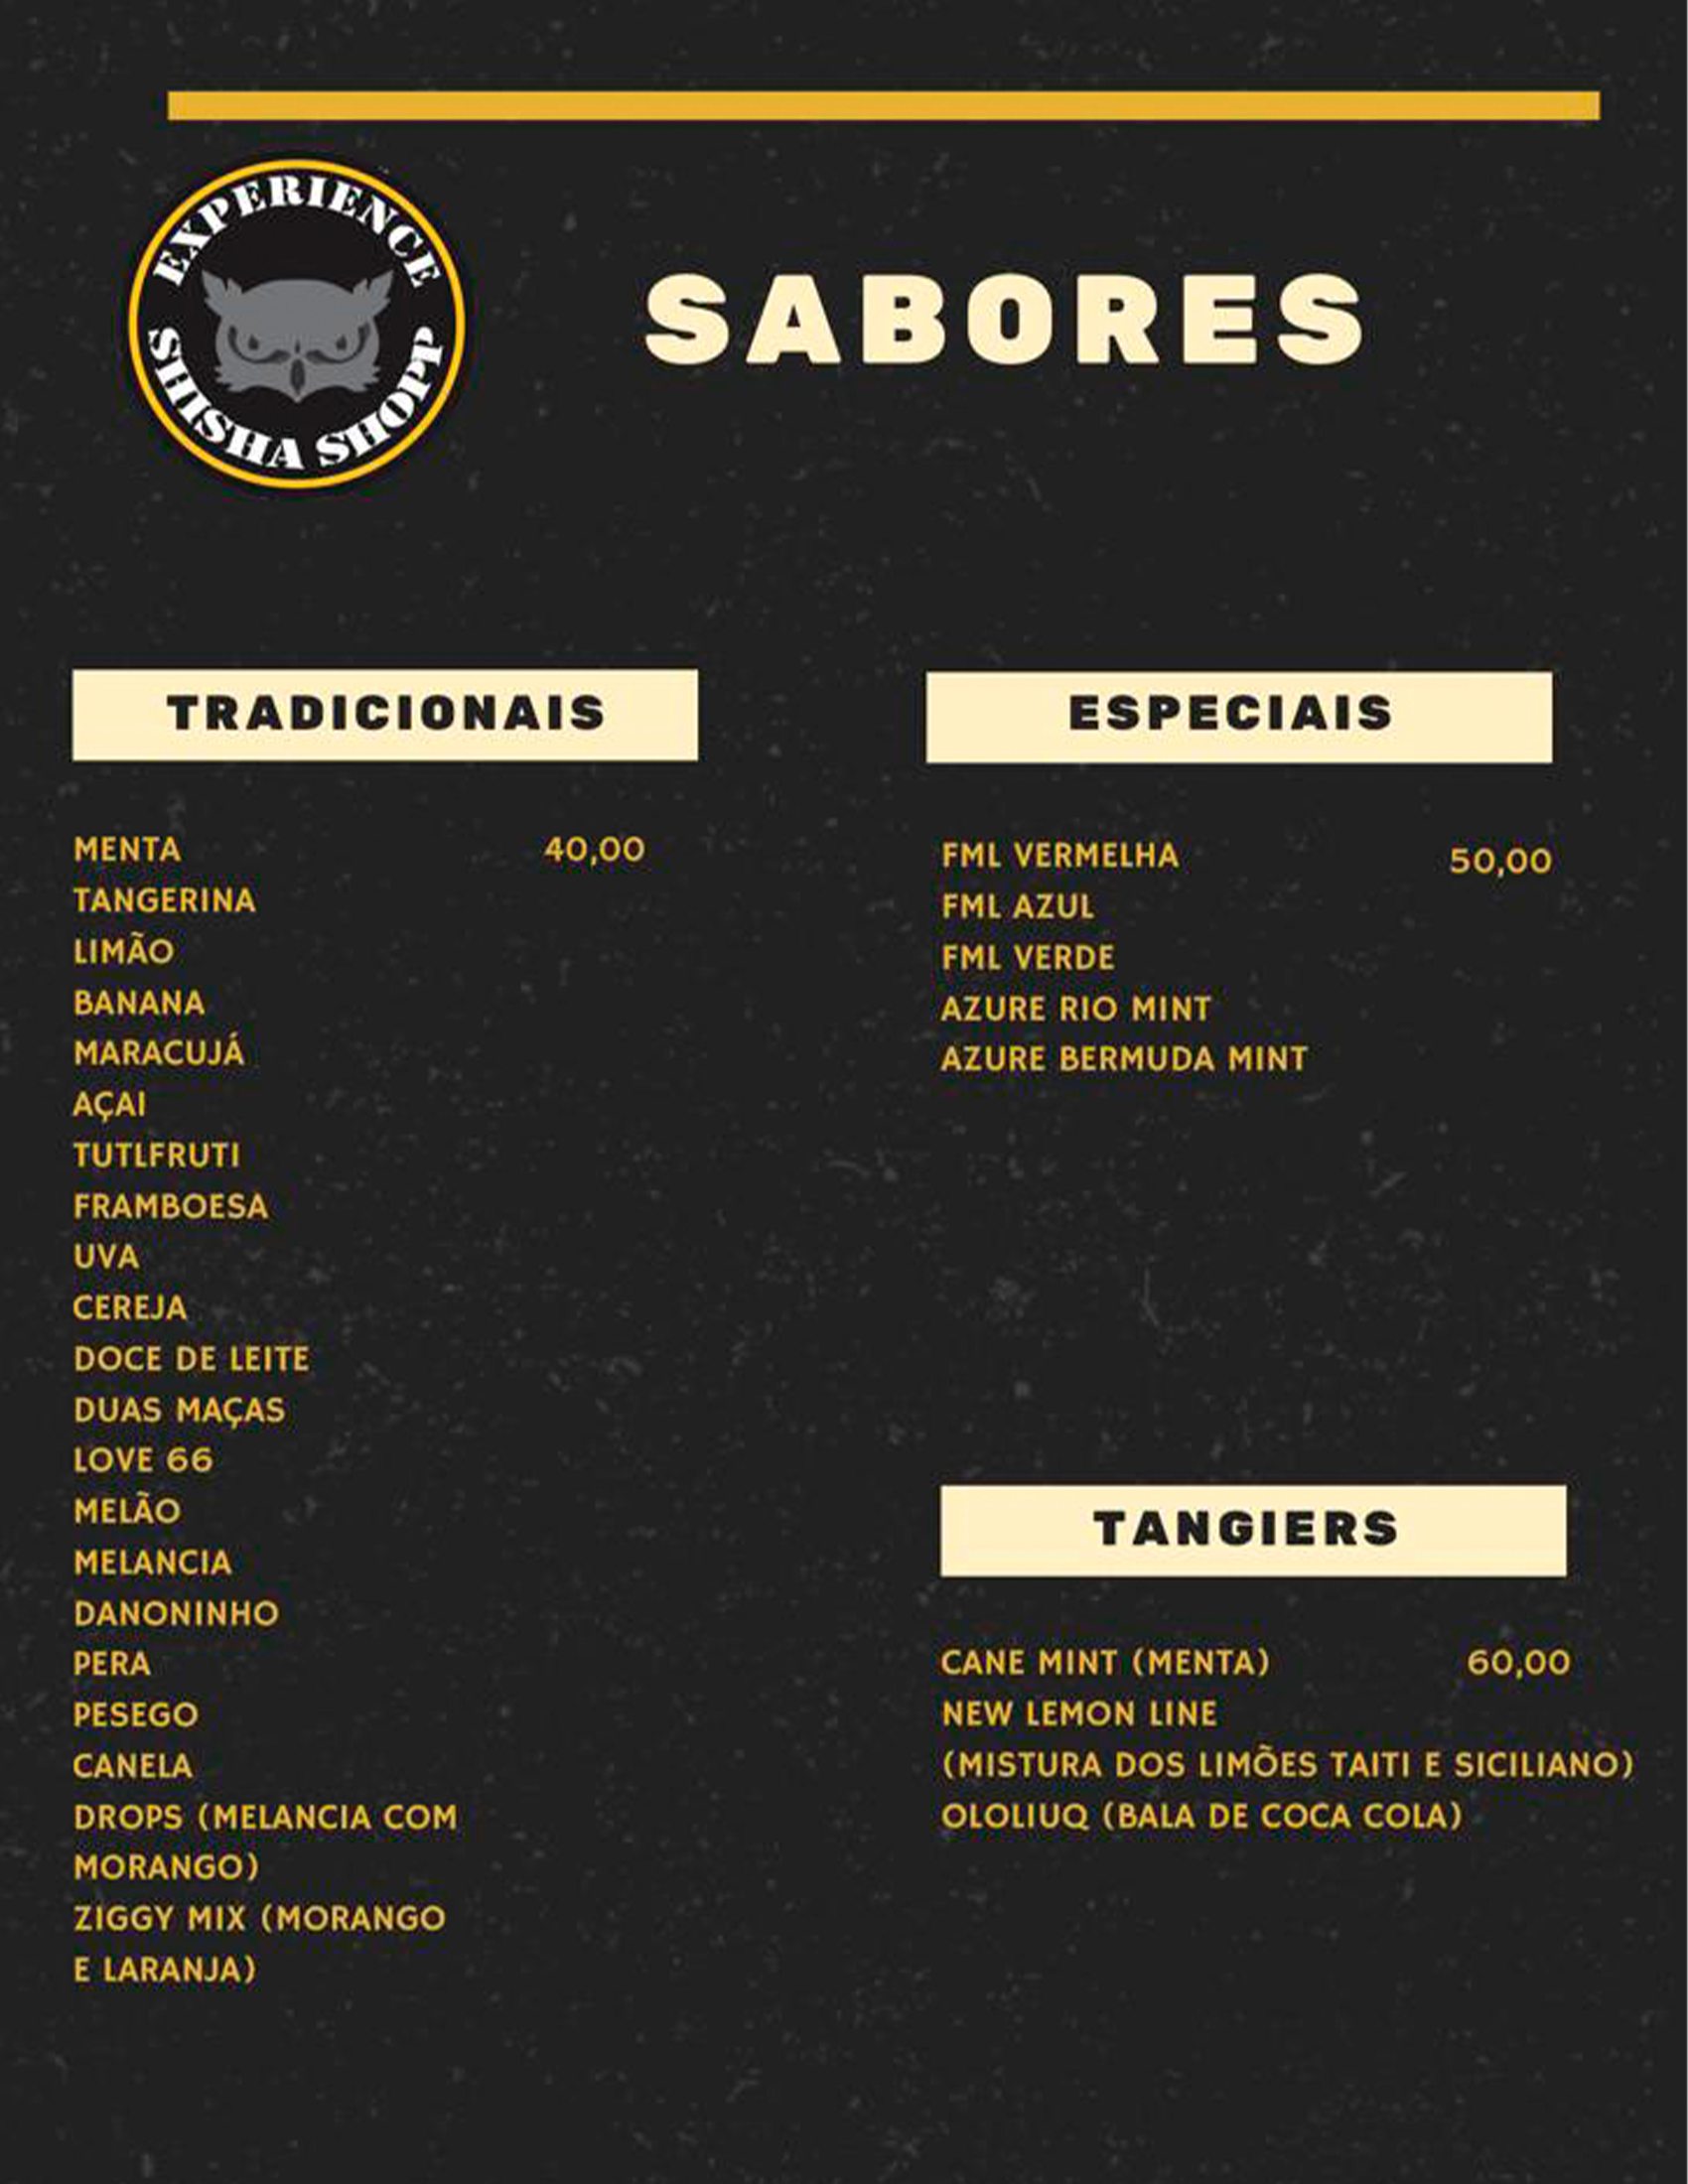 EXPERIENCE
SHISHA SHOPP
SABORES
TRADICIONAIS
MENTA 40,00
TANGERINA
LIMÃO
BANANA
MARACUJÁ
AÇAI
TUTLFRUTI
FRAMBOESA
UVA
CEREJA
DOCE DE LEITE
DUAS MAÇAS
LOVE 66
MELÃO
MELANCIA
DANONINHO
PERA
PESEGO
CANELA
DROPS (MELANCIA COM
MORANGO)
ZIGGY MIX (MORANGO
E LARANJA)
ESPECIAIS
FML VERMELHA 50,00
FML AZUL
FML VERDE
AZURE RIO MINT
AZURE BERMUDA MINT
TANGIERS
CANE MINT (MENTA) 60,00
NEW LEMON LINE
(MISTURA DOS LIMÕES TAITI E SICILIANO)
OLOLIUQ (BALA DE COCA COLA)